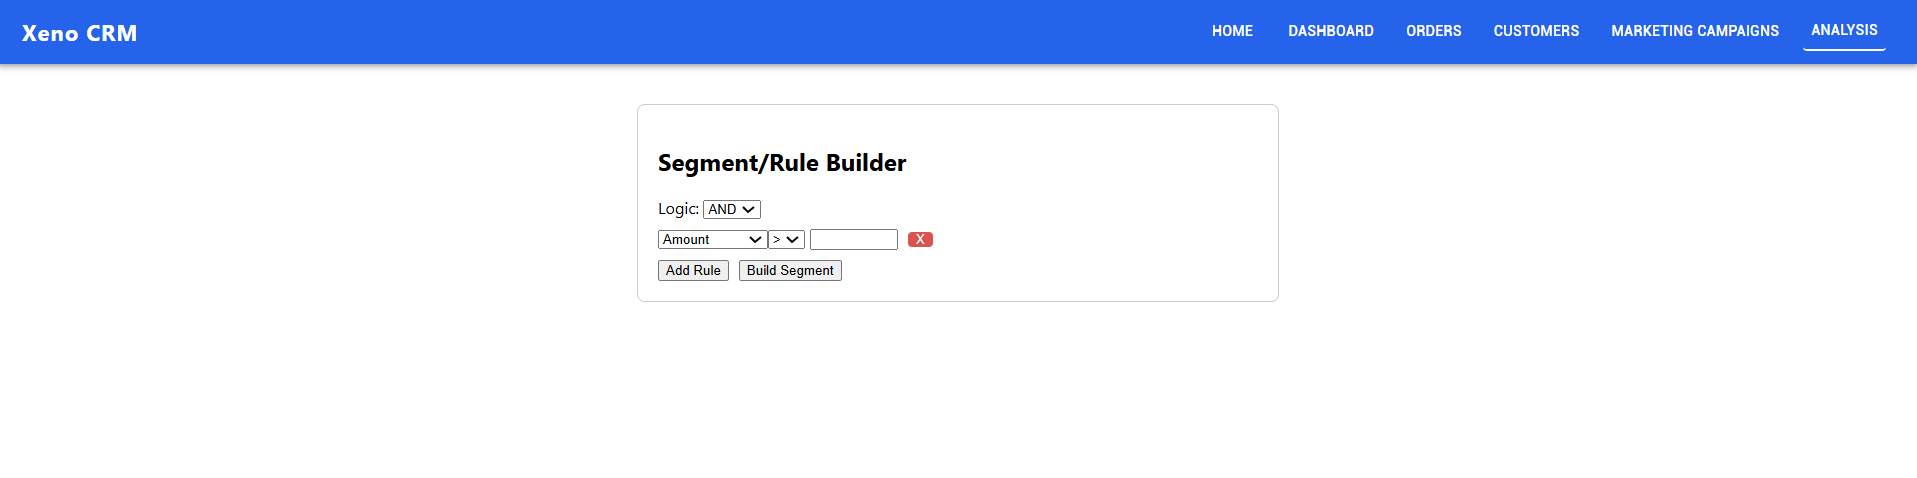 Xeno CRM HOME DASHBOARD ORDERS CUSTOMERS MARKETING CAMPAIGNS ANALYSIS
Segment/Rule Builder
Logic: AND
Amount > X
Add Rule Build Segment